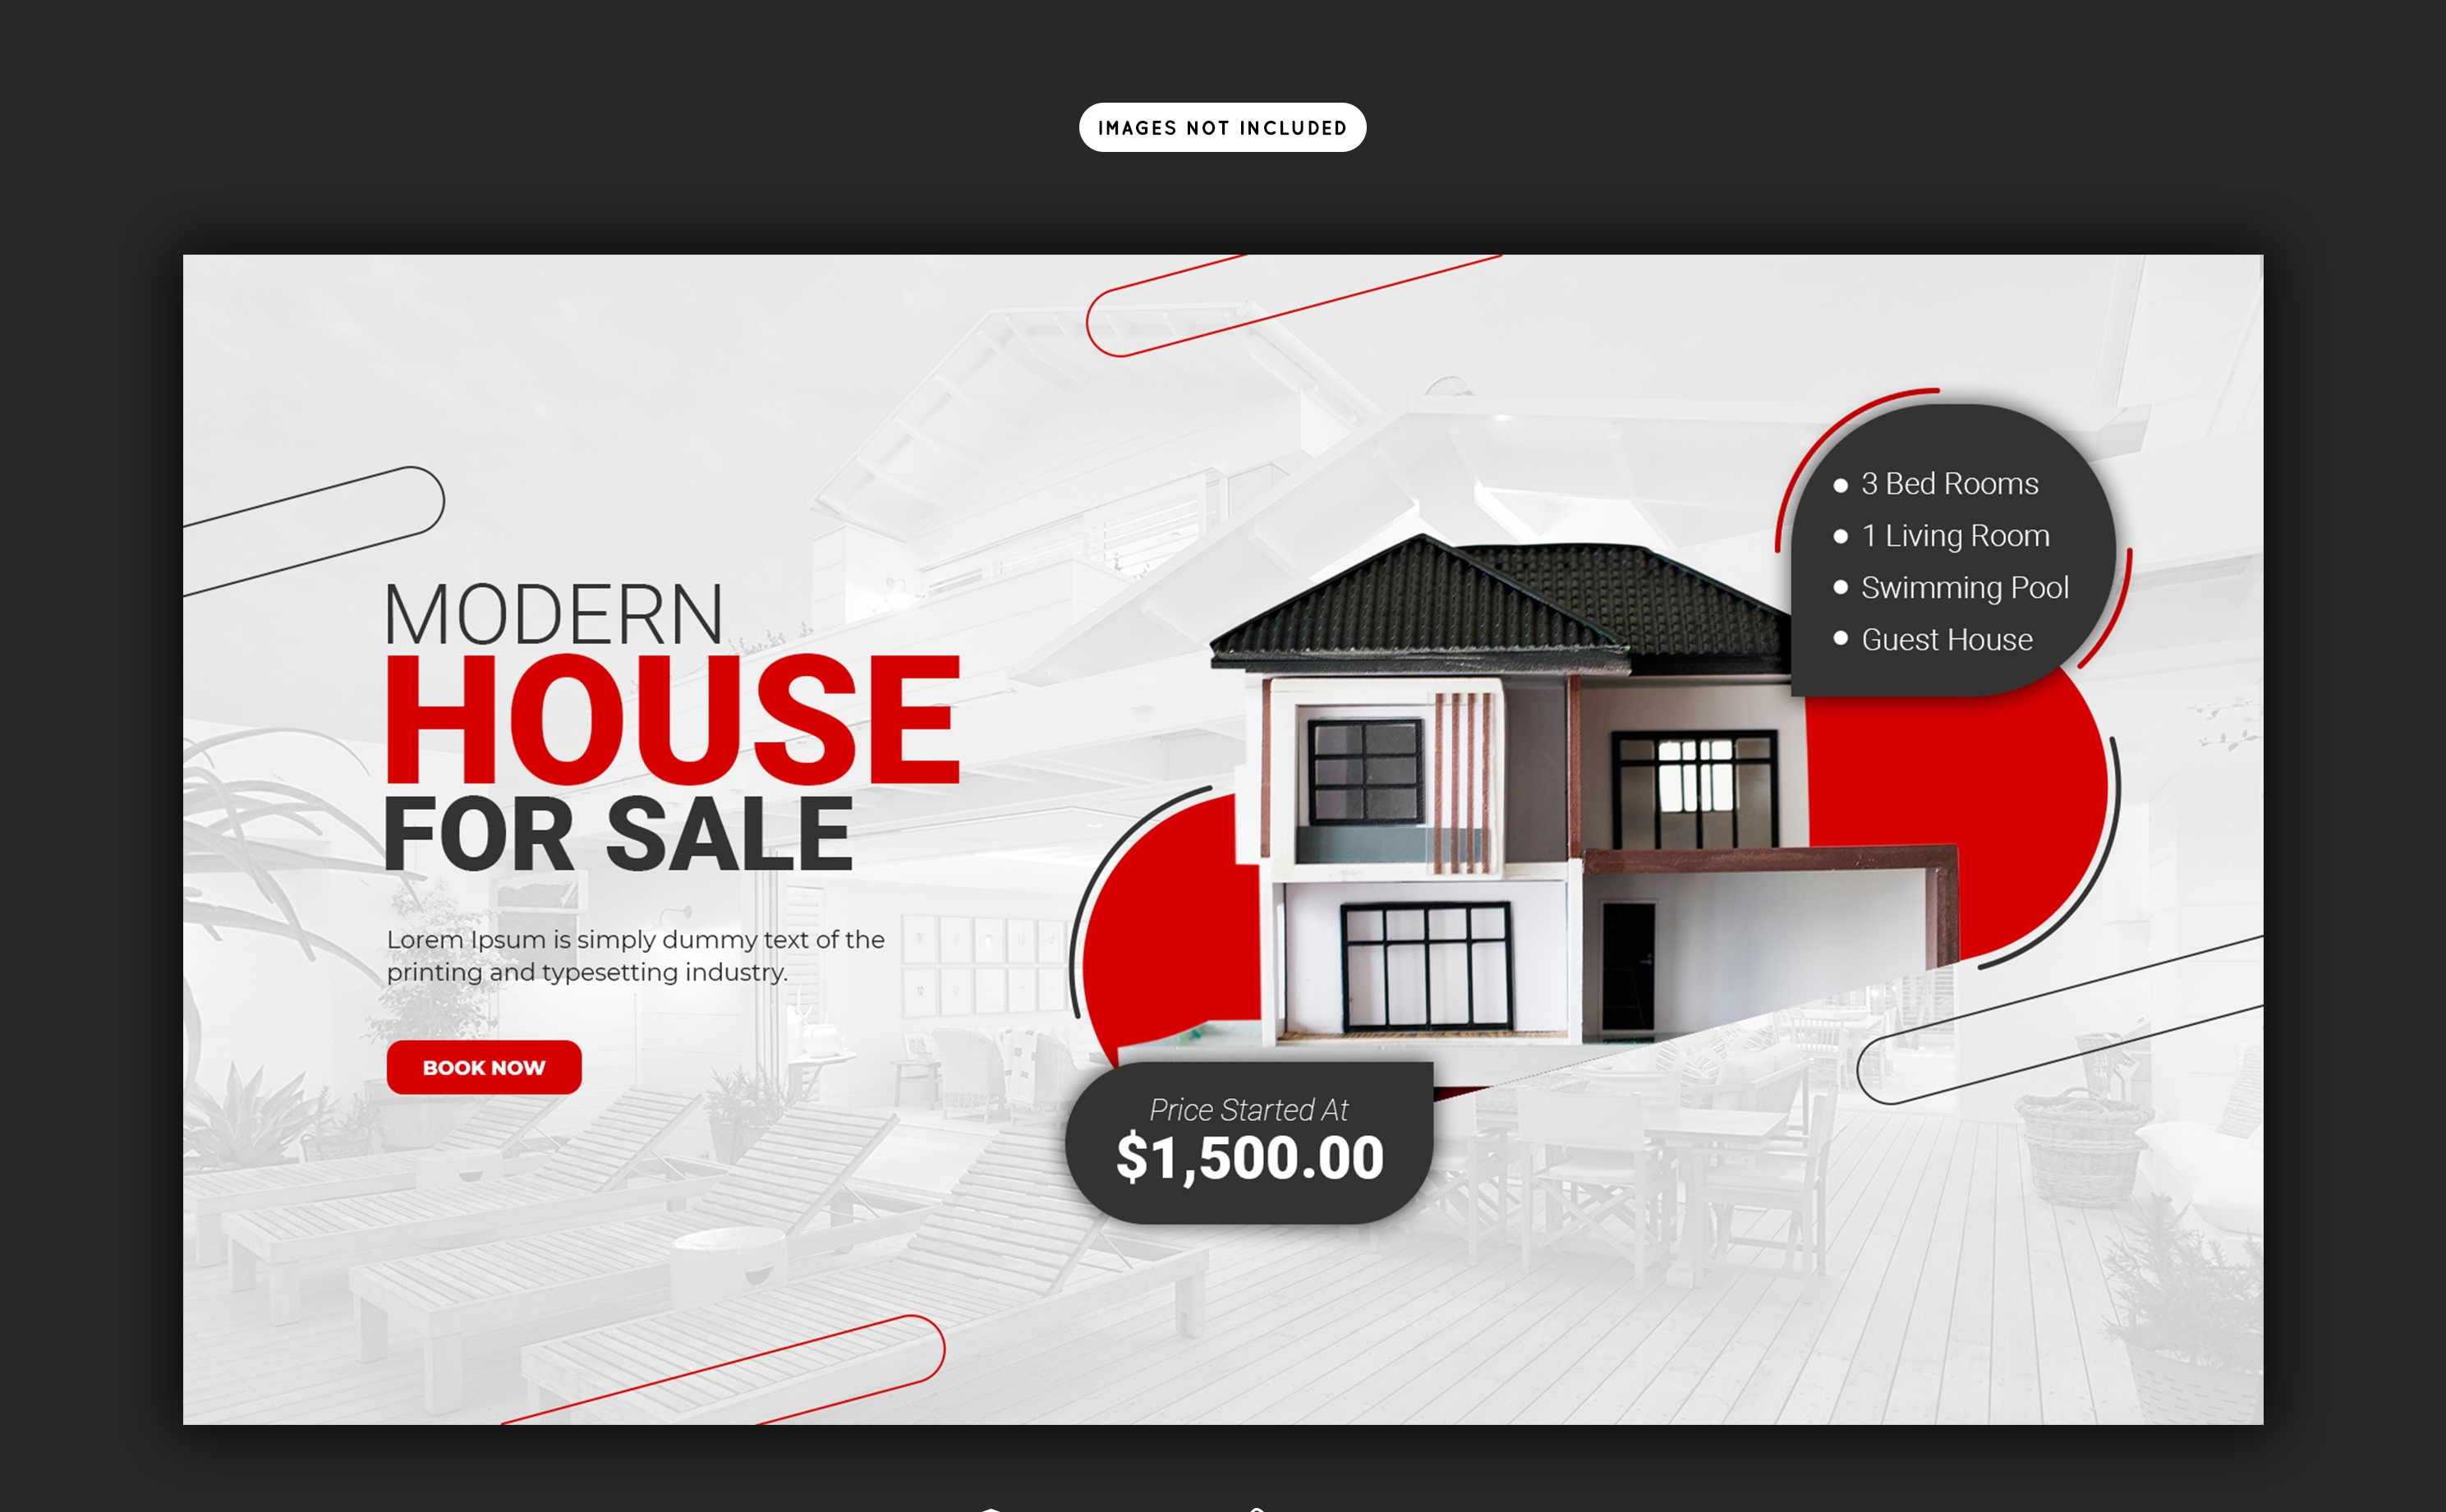 IMAGES NOT INCLUDED
MODERN
HOUSE
FOR SALE
Lorem Ipsum is simply dummy text of the
printing and typesetting industry.
BOOK NOW
3 Bed Rooms
1 Living Room
Swimming Pool
Guest House
Price Started At
$1,500.00